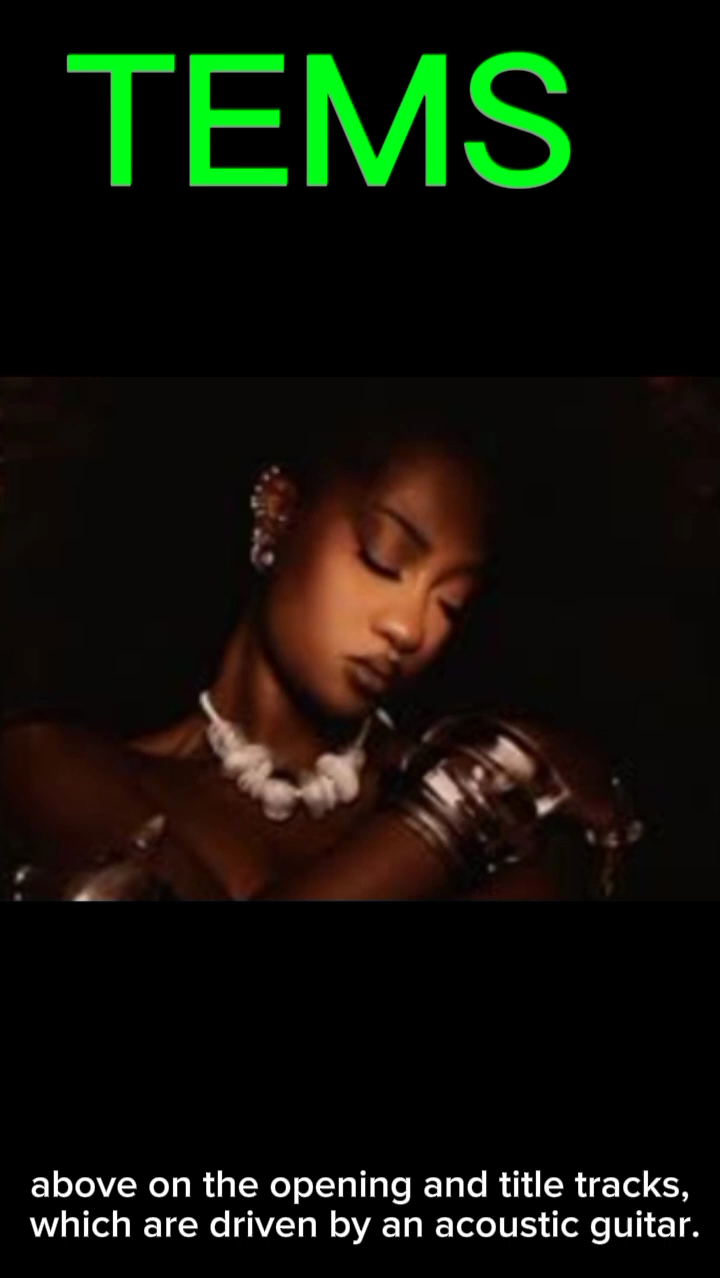 TEMS
above on the opening and title tracks,
which are driven by an acoustic guitar.